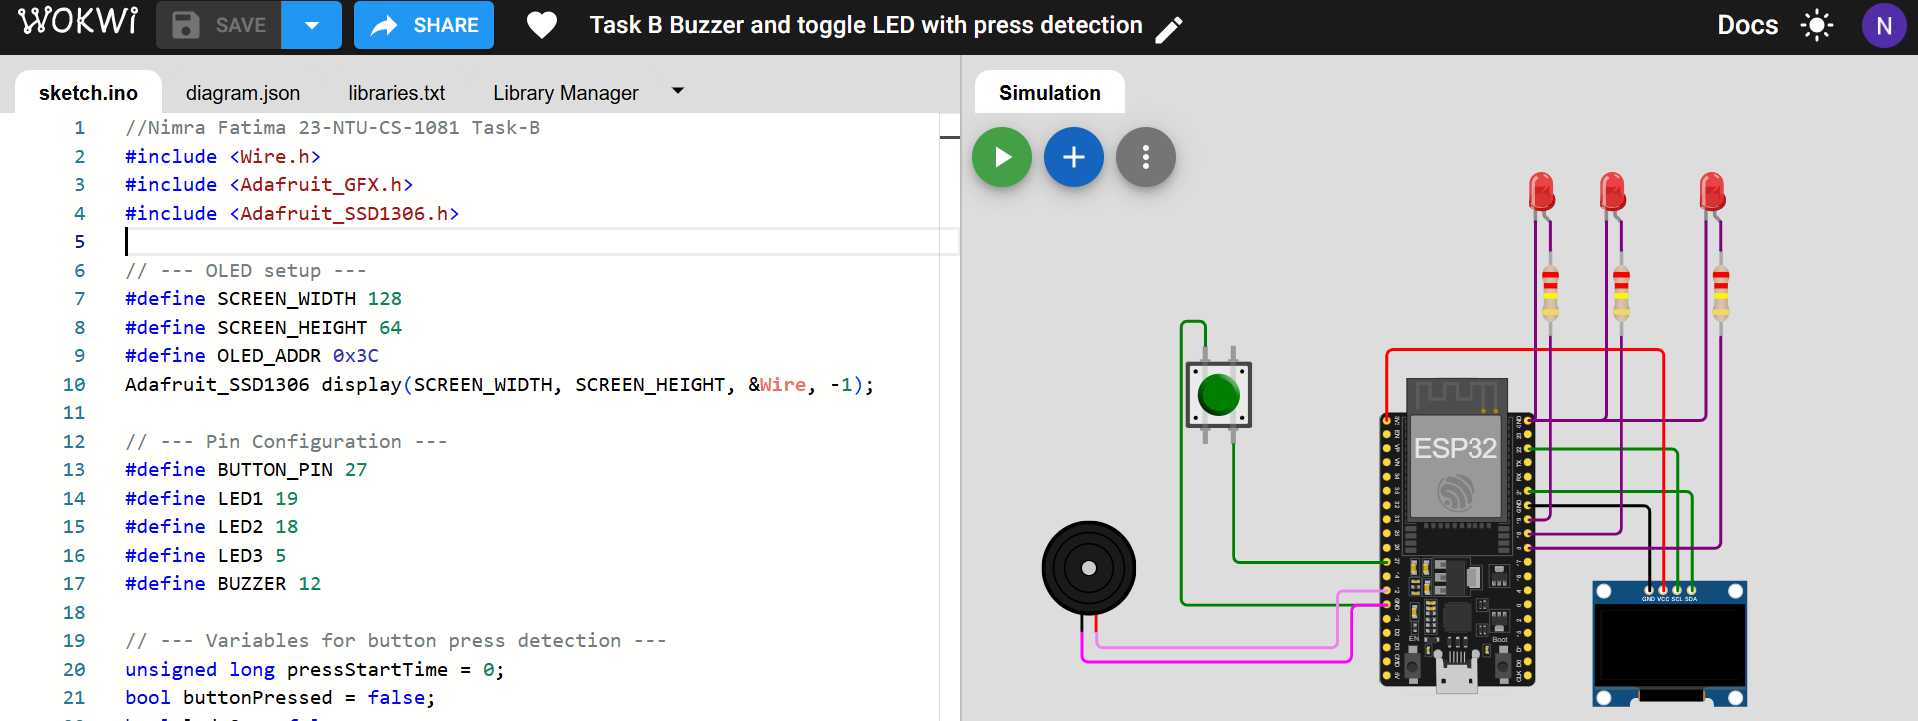 WOKWI SAVE SHARE Task B Buzzer and toggle LED with press detection Docs N
sketch.ino diagram.json libraries.txt Library Manager
Simulation
1 //Nimra Fatima 23-NTU-CS-1081 Task-B
2 #include <Wire.h>
3 #include <Adafruit_GFX.h>
4 #include <Adafruit_SSD1306.h>
5
6 // --- OLED setup ---
7 #define SCREEN_WIDTH 128
8 #define SCREEN_HEIGHT 64
9 #define OLED_ADDR 0x3C
10 Adafruit_SSD1306 display(SCREEN_WIDTH, SCREEN_HEIGHT, &Wire, -1);
11
12 // --- Pin Configuration ---
13 #define BUTTON_PIN 27
14 #define LED1 19
15 #define LED2 18
16 #define LED3 5
17 #define BUZZER 12
18
19 // --- Variables for button press detection ---
20 unsigned long pressStartTime = 0;
21 bool buttonPressed = false;
ESP32
EN
Boot
GND VCC SCL SDA